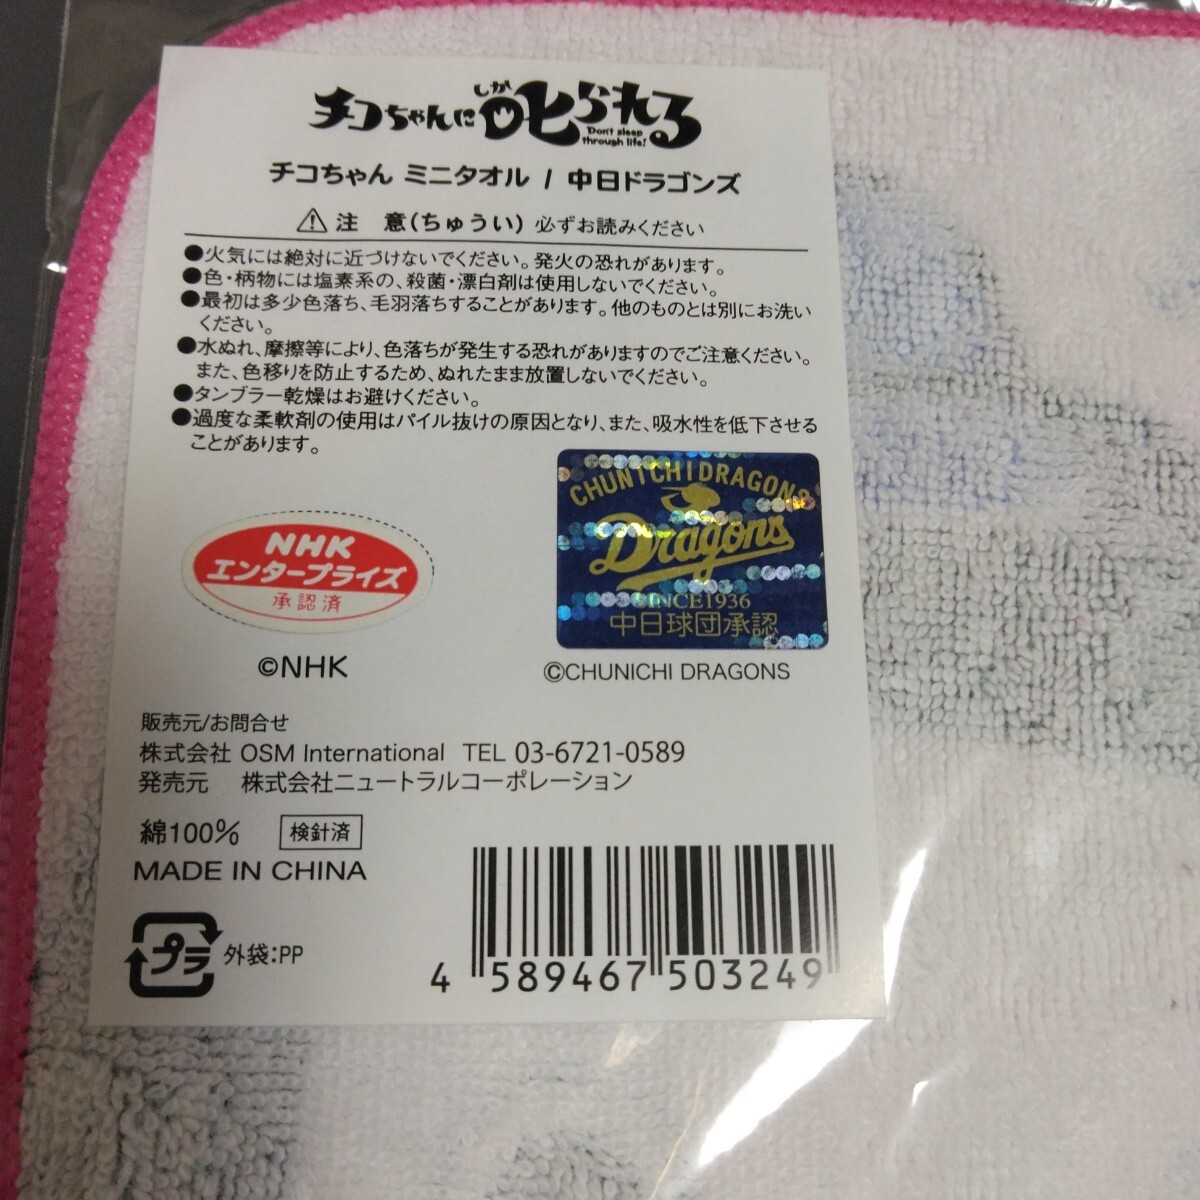 しか
チコちゃんに叱られる
Don't sleep
through life!
チコちゃん ミニタオル / 中日ドラゴンズ
注 意(ちゅうい) 必ずお読みください
●火気には絶対に近づけないでください。発火の恐れがあります。
●色・柄物には塩素系の、殺菌・漂白剤は使用しないでください。
●最初は多少色落ち、毛羽落ちすることがあります。他のものとは別にお洗い
ください。
●水ぬれ、摩擦等により、色落ちが発生する恐れがありますのでご注意ください。
また、色移りを防止するため、ぬれたまま放置しないでください。
●タンブラー乾燥はお避けください。
●過度な柔軟剤の使用はパイル抜けの原因となり、また、吸水性を低下させる
ことがあります。
NHK
エンタープライズ
承認済
©NHK
CHUNICHI DRAGONS
Dragons
SINCE1936
中日球団承認
©CHUNICHI DRAGONS
販売元/お問合せ
株式会社 OSM International TEL 03-6721-0589
発売元 株式会社ニュートラルコーポレーション
綿100% 検針済
MADE IN CHINA
プラ 外袋:PP
4 589467 503249